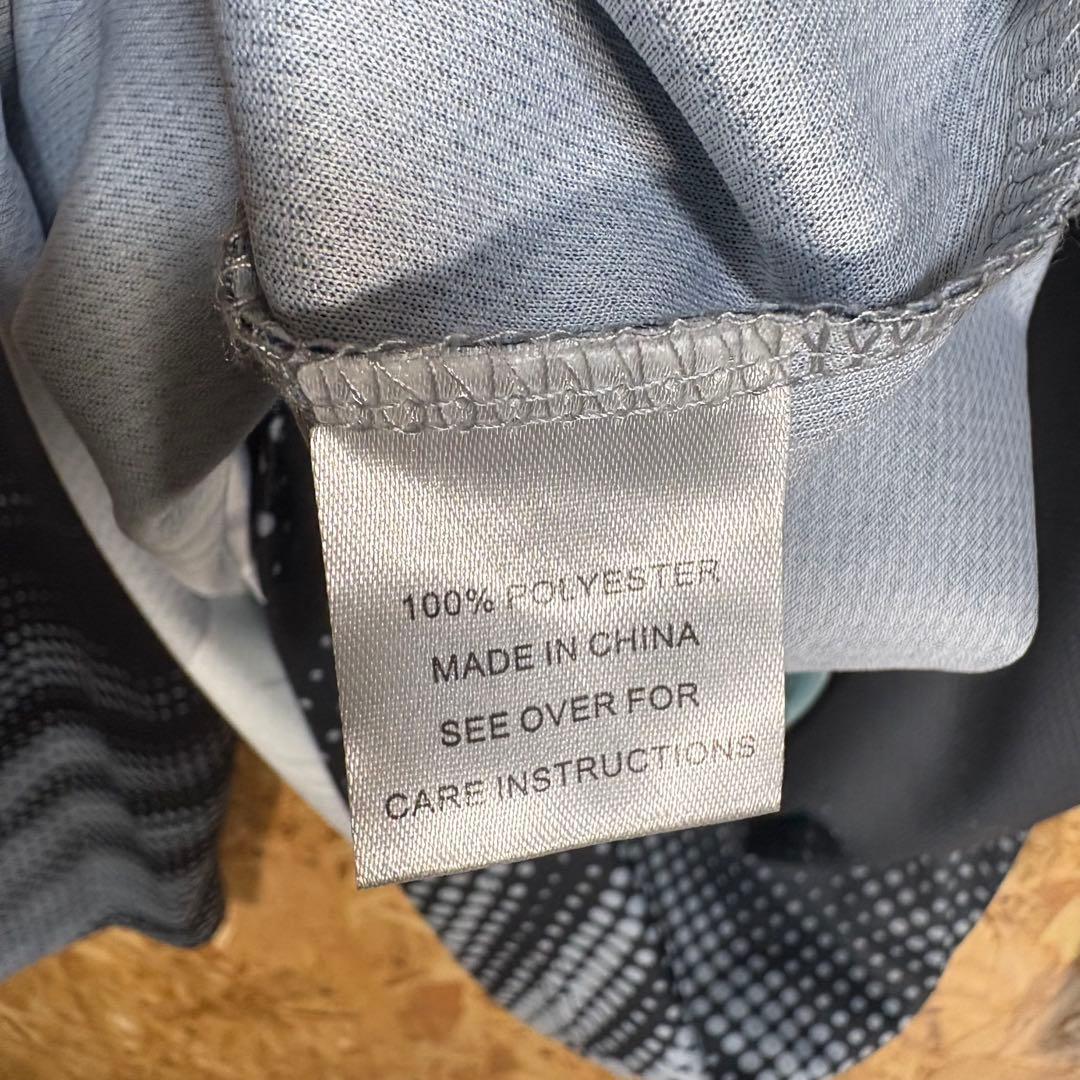 100% POLYESTER
MADE IN CHINA
SEE OVER FOR
CARE INSTRUCTIONS